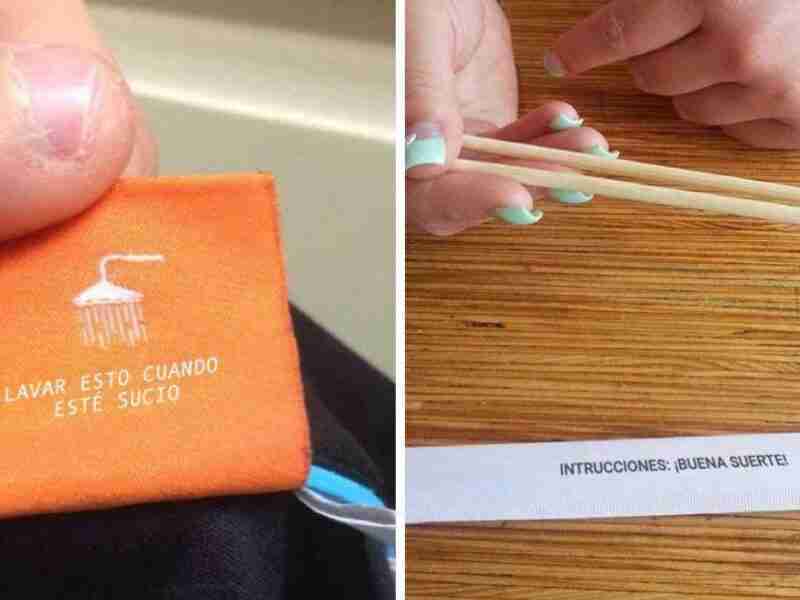 LAVAR ESTO CUANDO
ESTÉ SUCIO
INTRUCCIONES: ¡BUENA SUERTE!